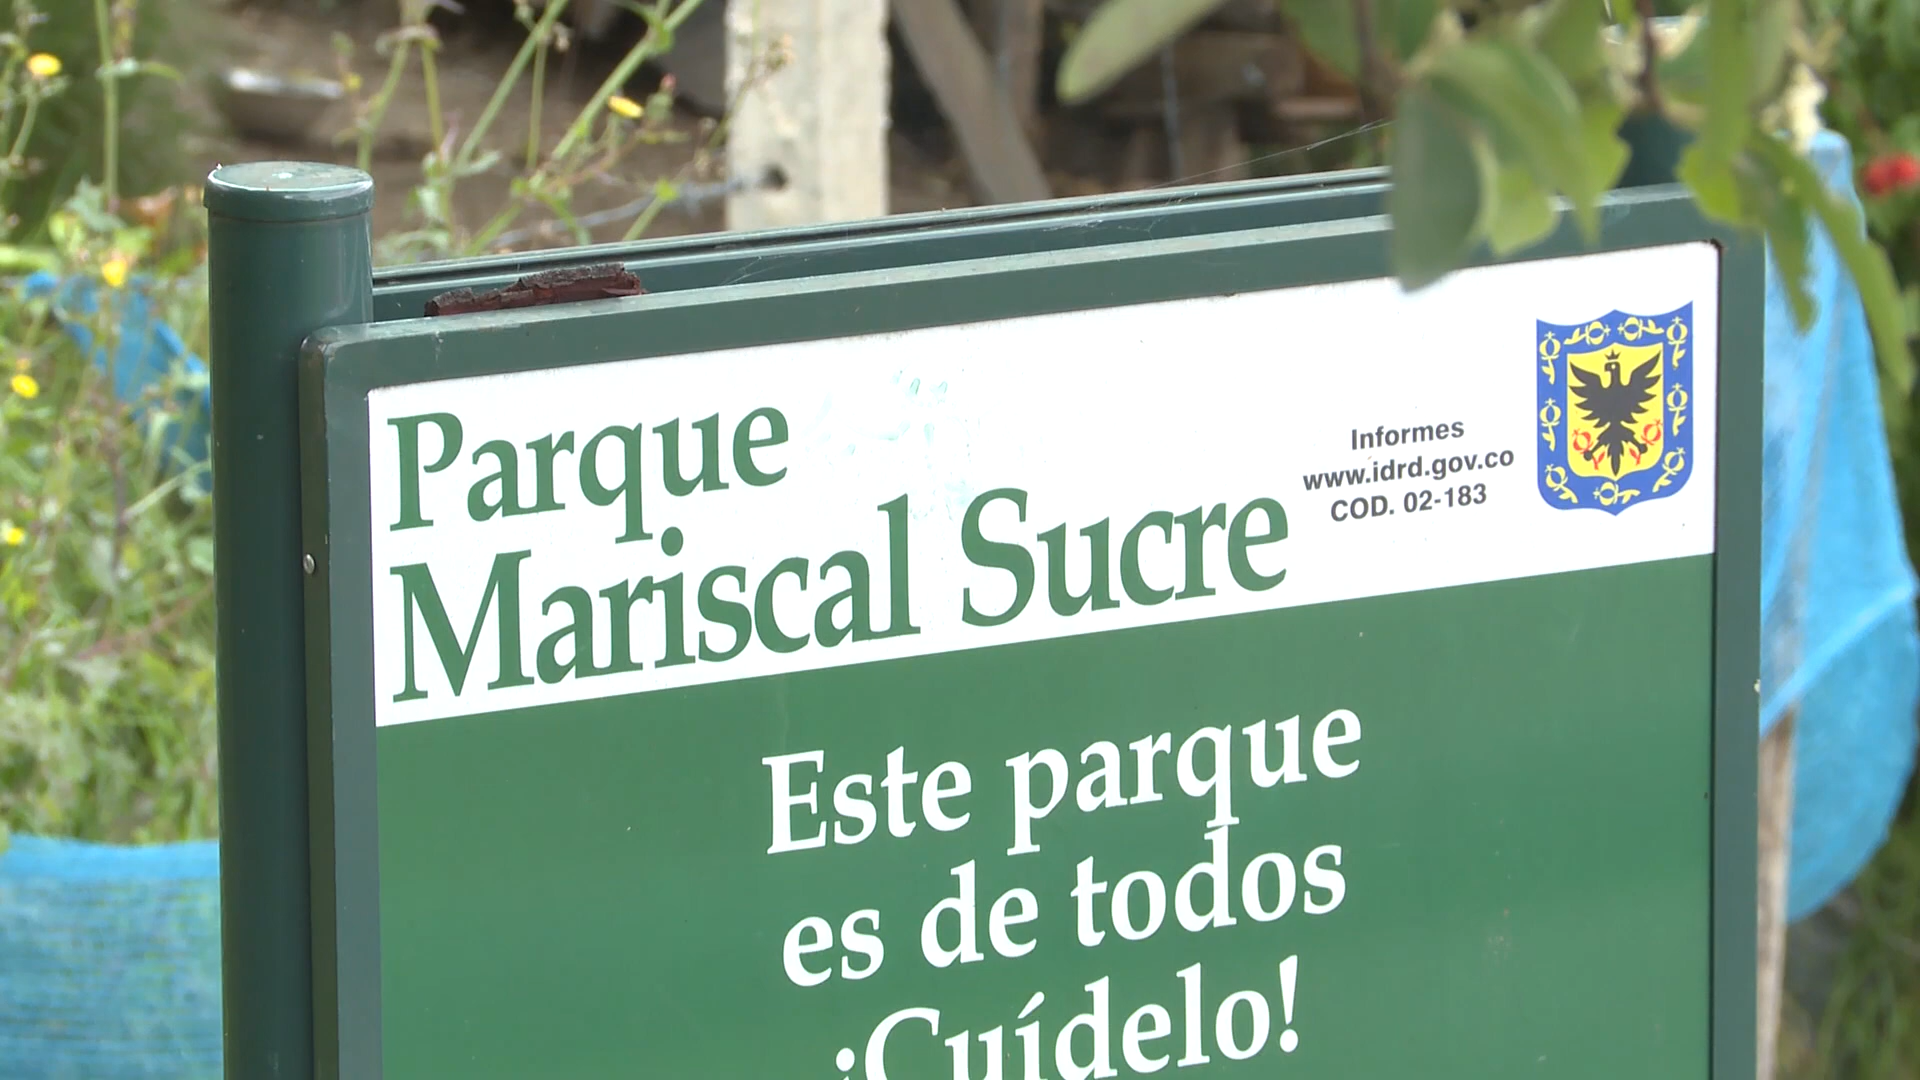 Parque
Mariscal Sucre
Informes
www.idrd.gov.co
COD. 02-183
Este parque
es de todos
¡Cuídelo!